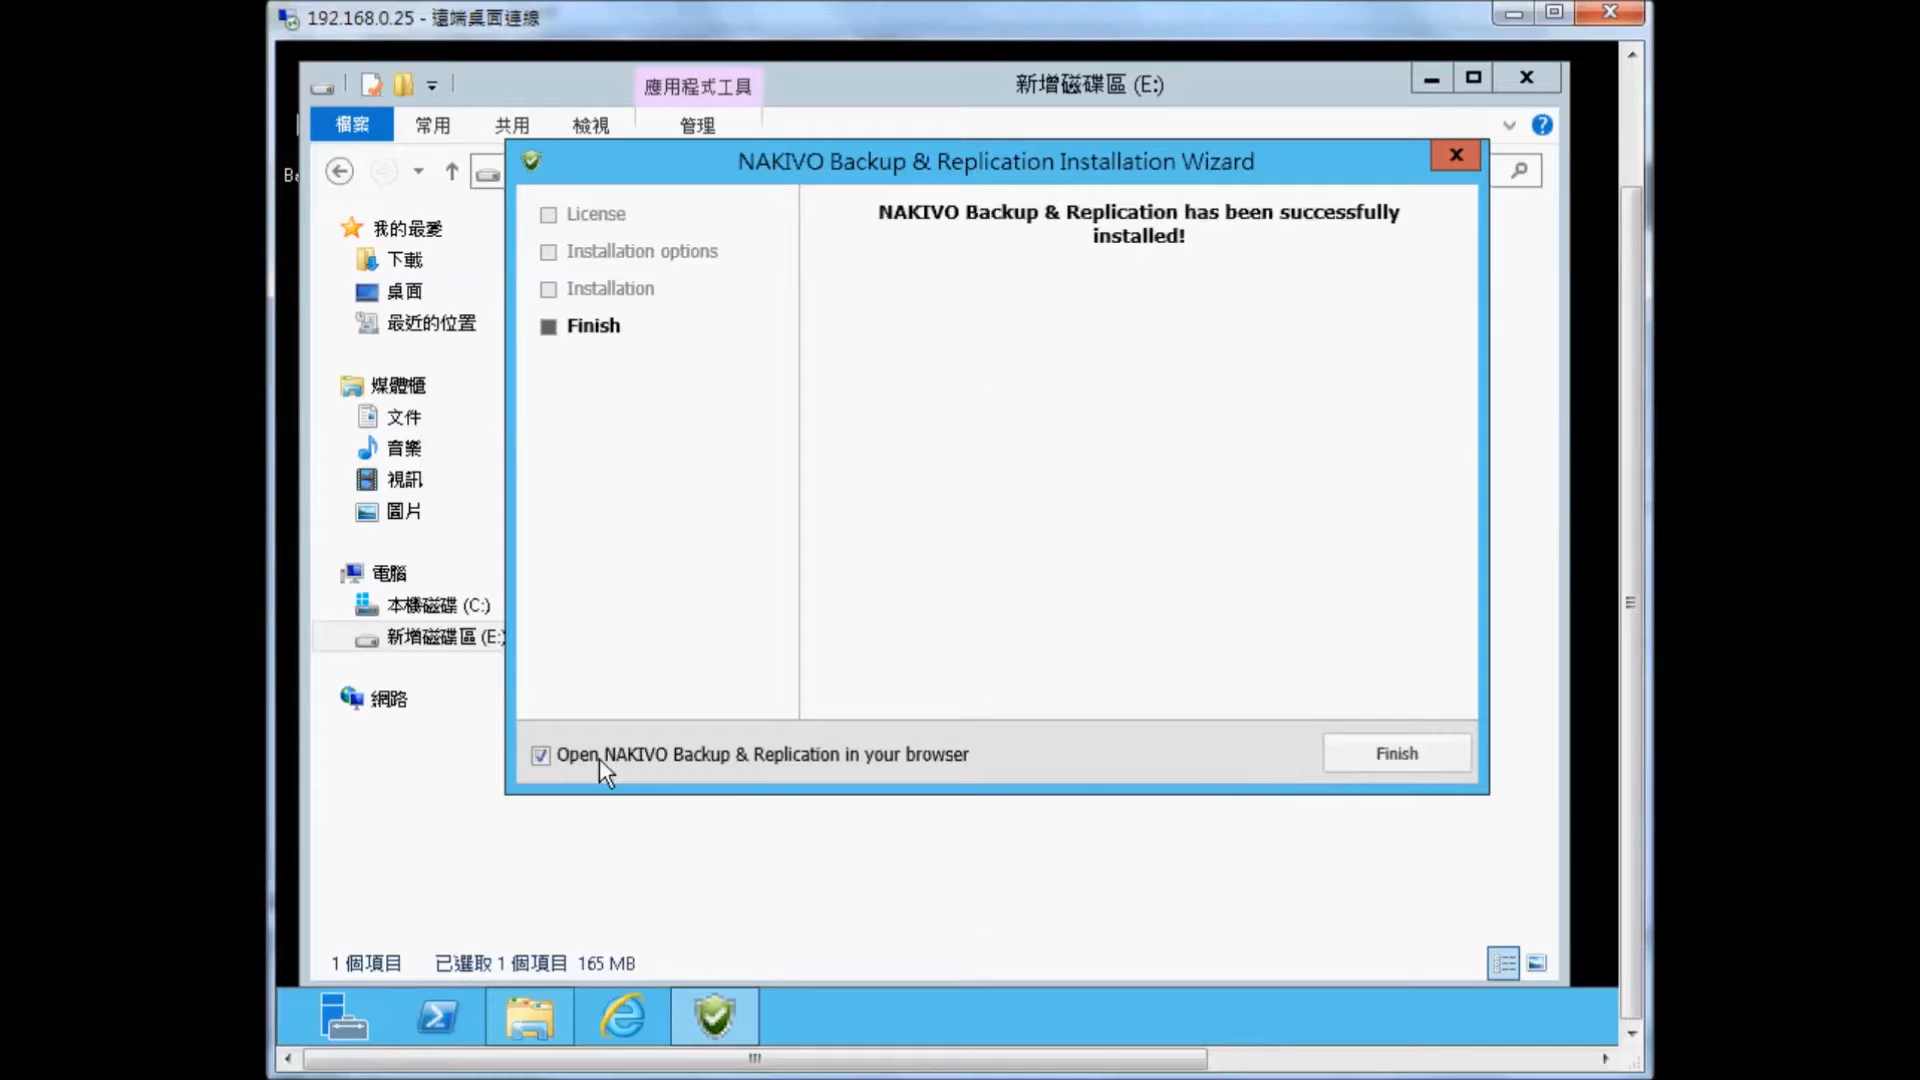 192.168.0.25 - 遠端桌面連線
應用程式工具
新增磁碟區 (E:)
檔案
常用
共用
檢視
管理
NAKIVO Backup & Replication Installation Wizard
我的最愛
下載
桌面
最近的位置
媒體櫃
文件
音樂
視訊
圖片
電腦
本機磁碟 (C:)
新增磁碟區 (E:)
網路
License
Installation options
Installation
Finish
NAKIVO Backup & Replication has been successfully
installed!
Open NAKIVO Backup & Replication in your browser
Finish
1 個項目
已選取 1 個項目 165 MB